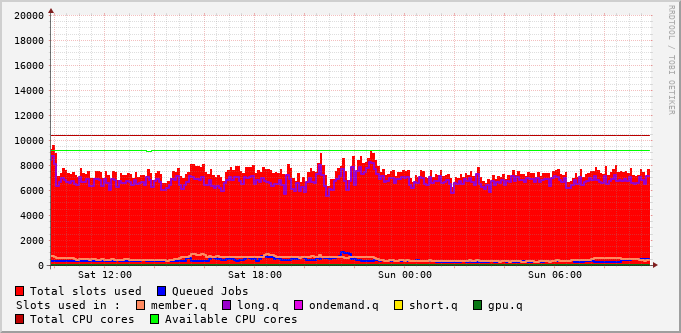 20000
18000
16000
14000
12000
10000
8000
6000
4000
2000
0
Sat 12:00 Sat 18:00 Sun 00:00 Sun 06:00
Total slots used Queued Jobs
Slots used in : member.q long.q ondemand.q short.q gpu.q
Total CPU cores Available CPU cores
RRDTOOL / TOBI OETIKER